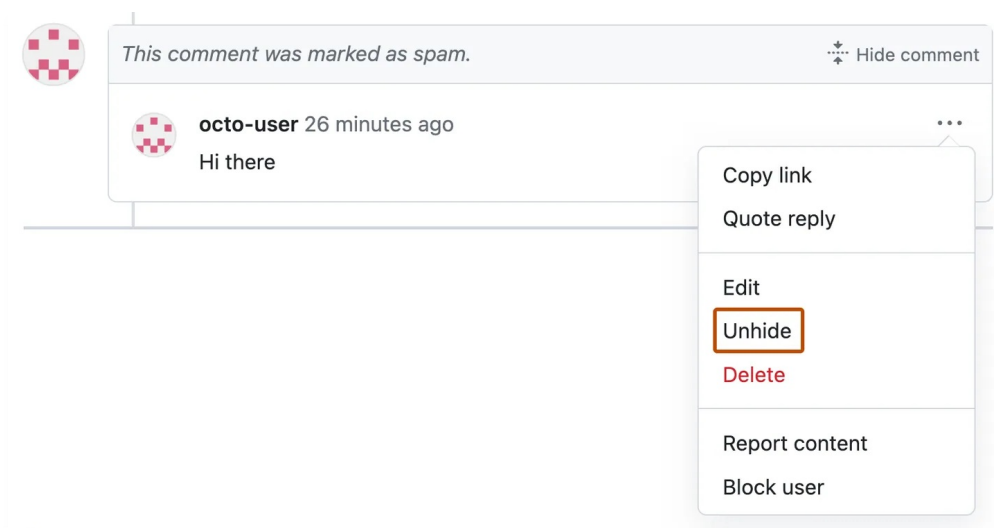 This comment was marked as spam. Hide comment
octo-user 26 minutes ago
Hi there
Copy link
Quote reply
Edit
Unhide
Delete
Report content
Block user